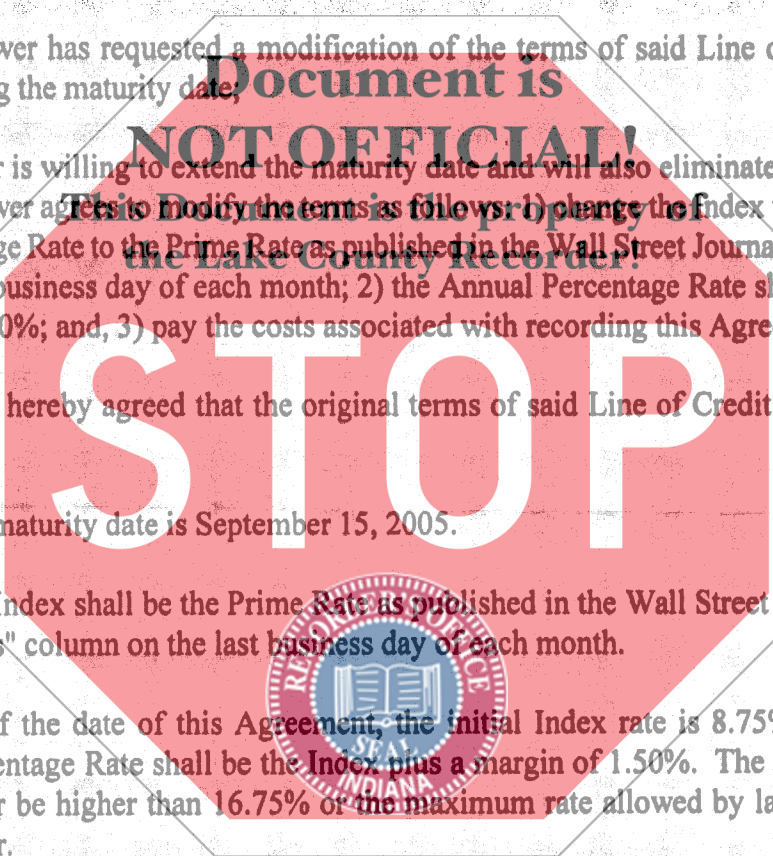 wer has requested a modification of the terms of said Line
g the maturity date;
Document is
NOT OFFICIAL!
r is willing to extend the maturity date and will also eliminate
This Document is the property of
wer agrees to modify the terms as follows: 1) change the Index
the Lake County Recorder!
ge Rate to the Prime Rate as published in the Wall Street Journa
business day of each month; 2) the Annual Percentage Rate
0%; and, 3) pay the costs associated with recording this Agre
hereby agreed that the original terms of said Line of Credit
STOP
maturity date is September 15, 2005.
Index shall be the Prime Rate as published in the Wall Street
s" column on the last business day of each month.
RECORDER'S OFFICE
SEAL
INDIANA
f the date of this Agreement, the initial Index rate is 8.75%
entage Rate shall be the Index plus a margin of 1.50%. The
r be higher than 16.75% or the maximum rate allowed by la
r.